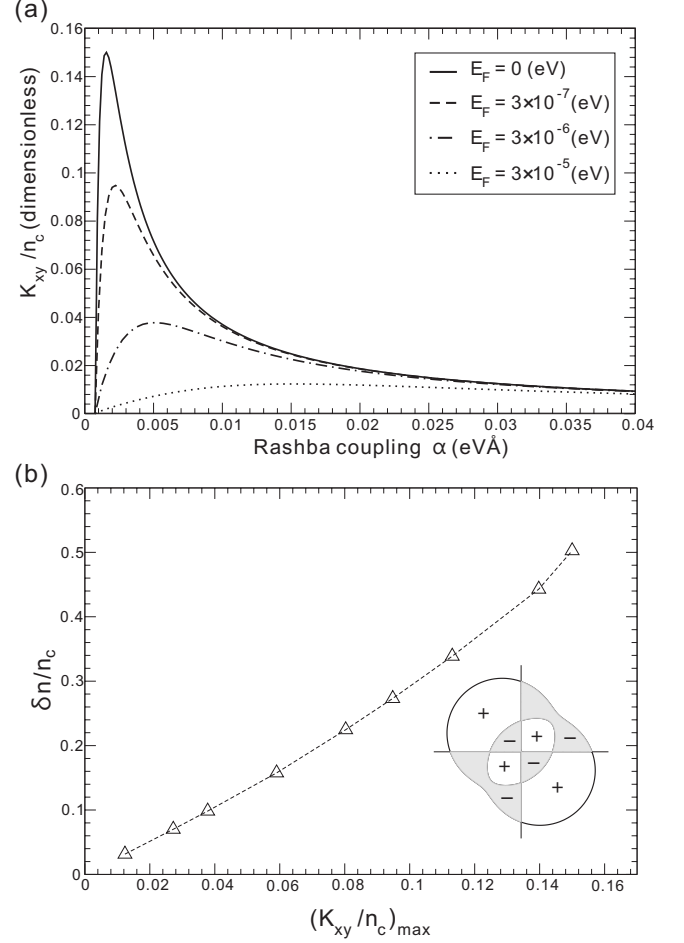 (a)
0.16
0.16
0.12
0.1
0.08
0.06
0.04
0.02
0
K_xy /n_c (dimensionless)
E_F = 0 (eV)
E_F = 3×10^-7 (eV)
E_F = 3×10^-6 (eV)
E_F = 3×10^-5 (eV)
0 0.005 0.01 0.015 0.02 0.025 0.03 0.035 0.04
Rashba coupling α (eVÅ)
(b)
0.6
0.5
0.4
0.3
0.2
0.1
0
δn/n_c
+ − + −
+ − − +
0 0.02 0.04 0.06 0.08 0.10 0.12 0.14 0.16
(K_xy /n_c)_max